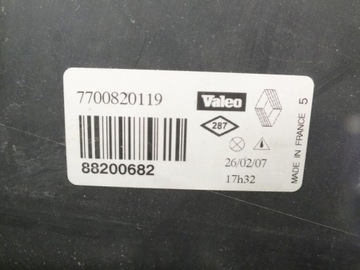 7700820119
Valeo
287
88200682
26/02/07
17h32
MADE IN FRANCE 5